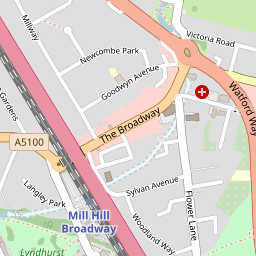 Millway
Victoria Road
Newcombe Park
Goodwyn Avenue
Watford Way
Gardens
The Broadway
A5100
Langley Park
Sylvan Avenue
Flower Lane
Mill Hill
Broadway
Woodland Way
Lyndhurst